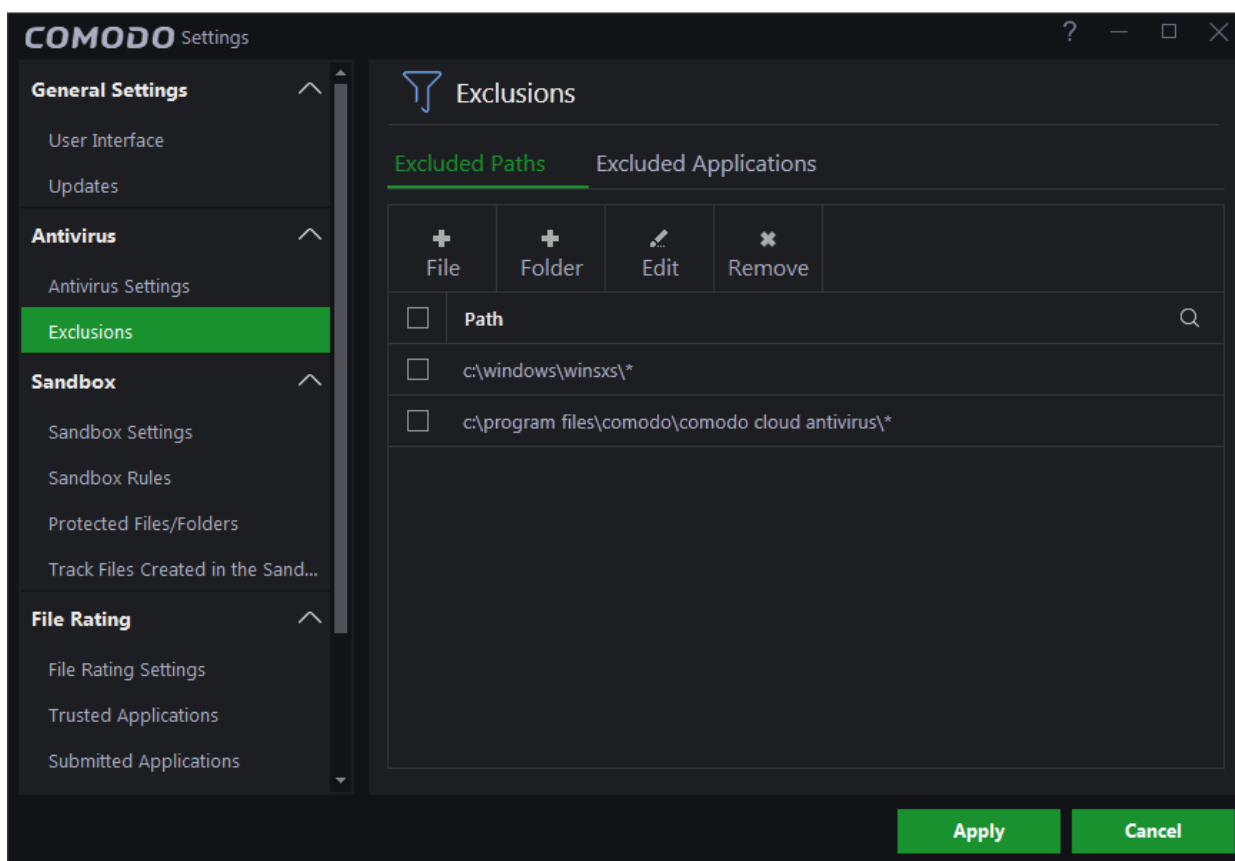 COMODO Settings
?
General Settings
User Interface
Updates
Antivirus
Antivirus Settings
Exclusions
Sandbox
Sandbox Settings
Sandbox Rules
Protected Files/Folders
Track Files Created in the Sand...
File Rating
File Rating Settings
Trusted Applications
Submitted Applications
Exclusions
Excluded Paths Excluded Applications
File Folder Edit Remove
Path
c:\windows\winsxs\*
c:\program files\comodo\comodo cloud antivirus\*
Apply Cancel